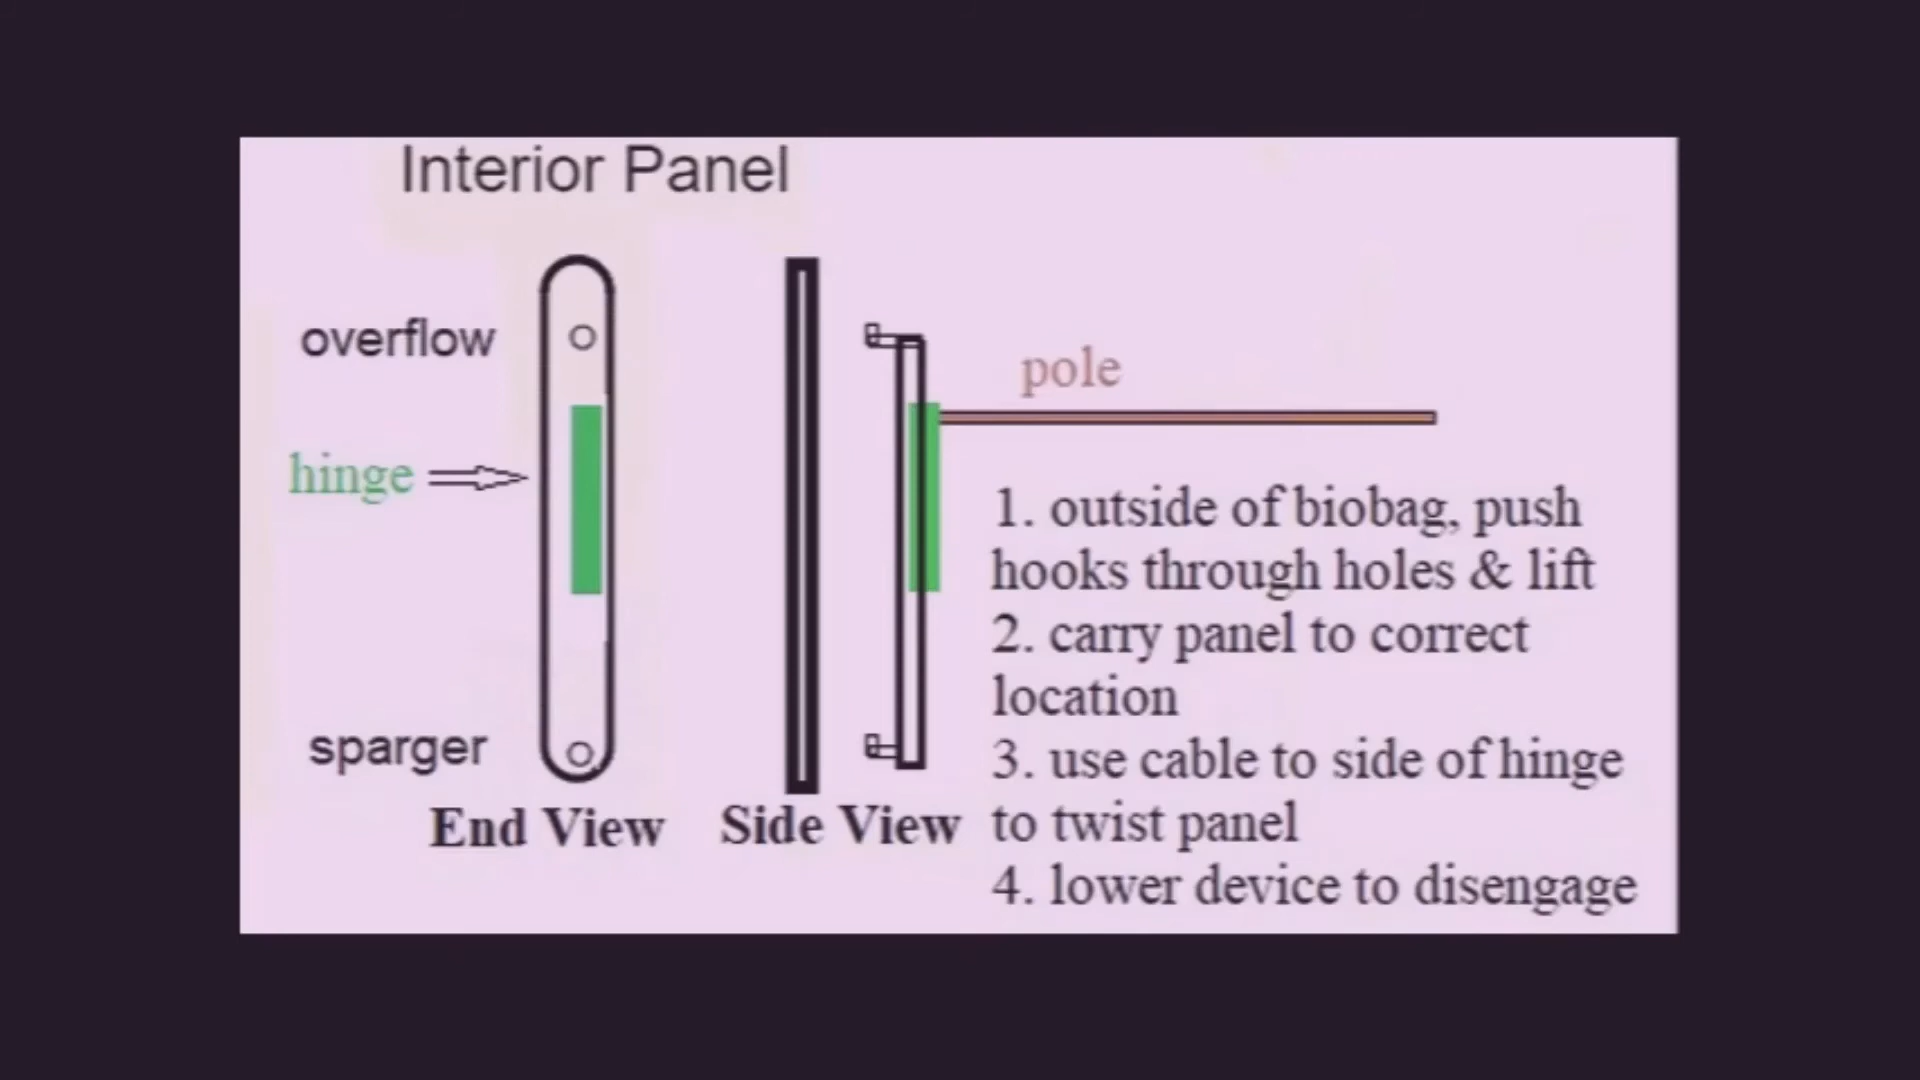 Interior Panel
overflow
hinge
sparger
End View
Side View
pole
1. outside of biobag, push
hooks through holes & lift
2. carry panel to correct
location
3. use cable to side of hinge
to twist panel
4. lower device to disengage